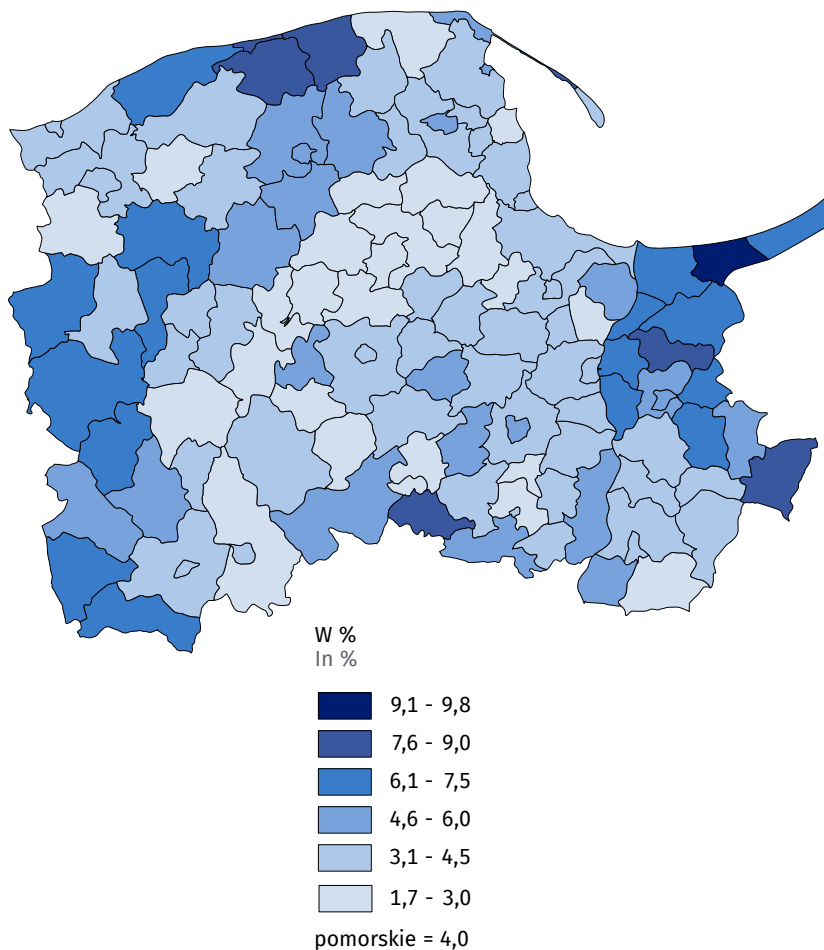 W %
In %
9,1 - 9,8
7,6 - 9,0
6,1 - 7,5
4,6 - 6,0
3,1 - 4,5
1,7 - 3,0
pomorskie = 4,0